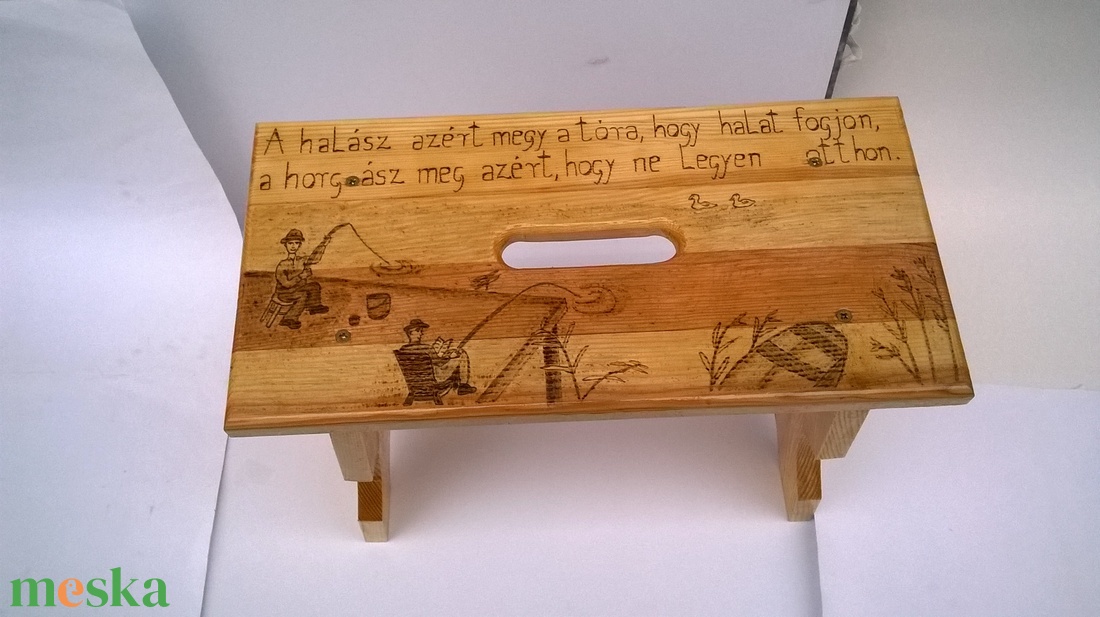 A halász azért megy a tóra, hogy halat fogjon,
a horgász meg azért, hogy ne Legyen otthon.
meska